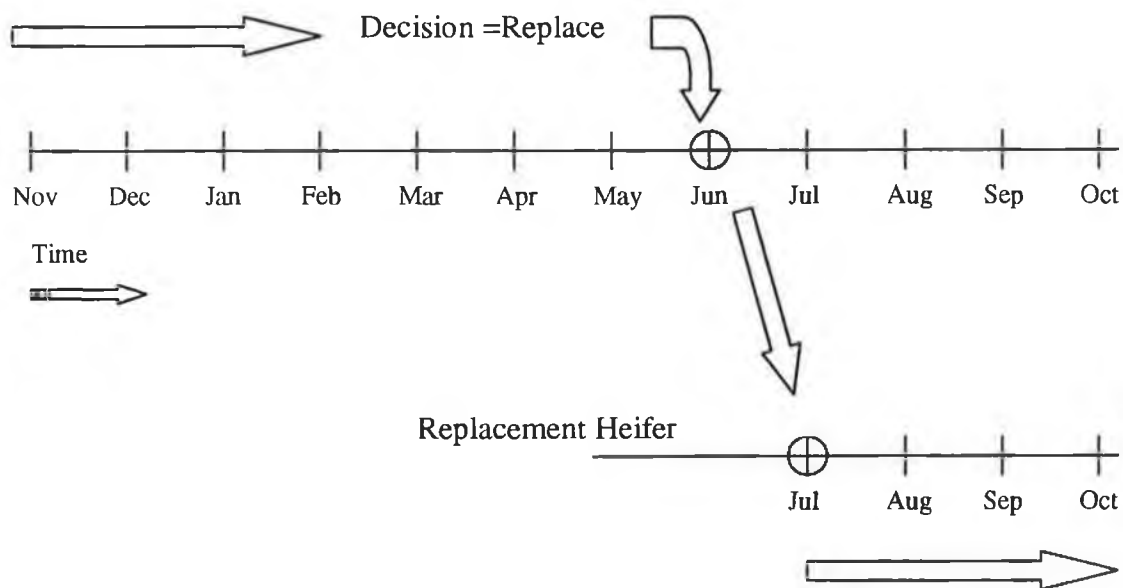 Decision =Replace
Nov Dec Jan Feb Mar Apr May Jun Jul Aug Sep Oct
Time
Replacement Heifer
Jul Aug Sep Oct